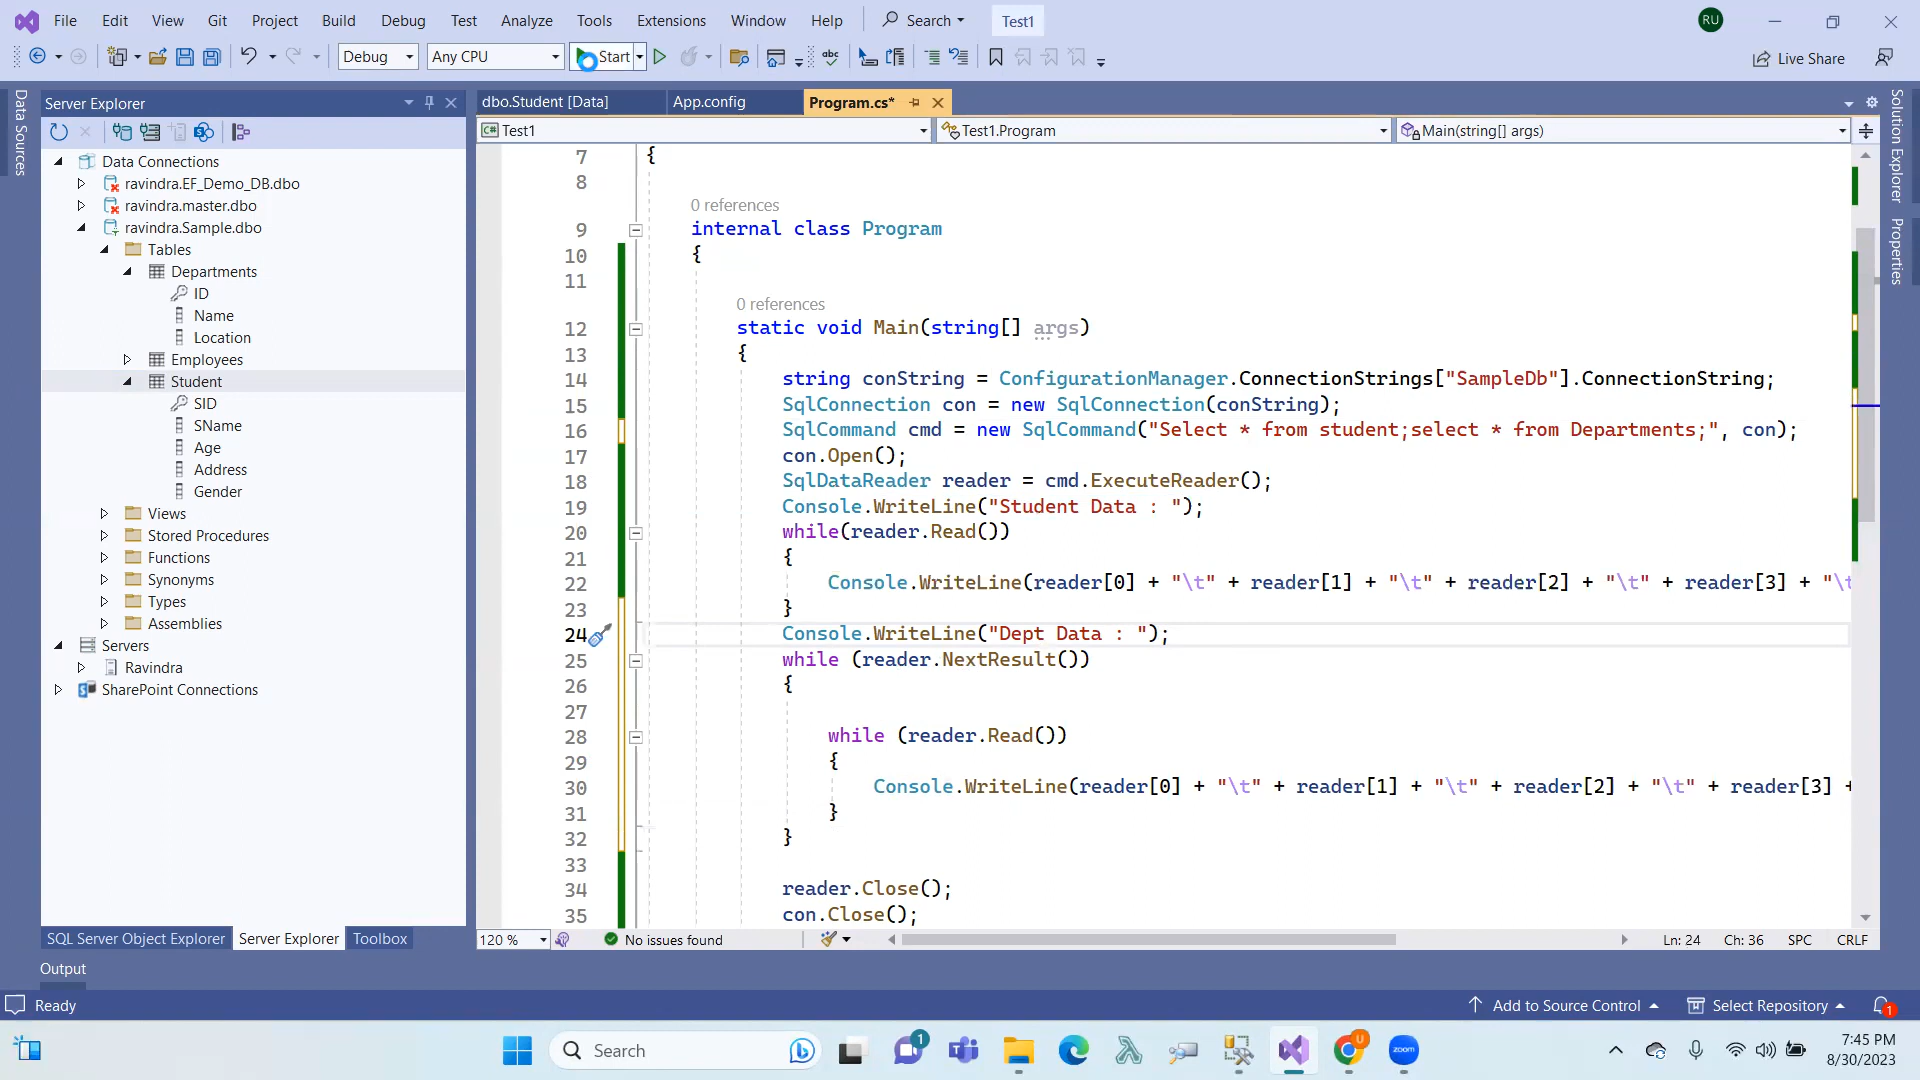 File Edit View Git Project Build Debug Test Analyze Tools Extensions Window Help Search Test1 RU
Debug Any CPU Start Live Share
Data Sources
Server Explorer
Data Connections
ravindra.EF_Demo_DB.dbo
ravindra.master.dbo
ravindra.Sample.dbo
Tables
Departments
ID
Name
Location
Employees
Student
SID
SName
Age
Address
Gender
Views
Stored Procedures
Functions
Synonyms
Types
Assemblies
Servers
Ravindra
SharePoint Connections
SQL Server Object Explorer Server Explorer Toolbox
dbo.Student [Data] App.config Program.cs*
C# Test1 Test1.Program Main(string[] args)
7 {
8
0 references
9 internal class Program
10 {
11
0 references
12 static void Main(string[] args)
13 {
14 string conString = ConfigurationManager.ConnectionStrings["SampleDb"].ConnectionString;
15 SqlConnection con = new SqlConnection(conString);
16 SqlCommand cmd = new SqlCommand("Select * from student;select * from Departments;", con);
17 con.Open();
18 SqlDataReader reader = cmd.ExecuteReader();
19 Console.WriteLine("Student Data : ");
20 while(reader.Read())
21 {
22 Console.WriteLine(reader[0] + "\t" + reader[1] + "\t" + reader[2] + "\t" + reader[3] + "\t
23 }
24 Console.WriteLine("Dept Data : ");
25 while (reader.NextResult())
26 {
27
28 while (reader.Read())
29 {
30 Console.WriteLine(reader[0] + "\t" + reader[1] + "\t" + reader[2] + "\t" + reader[3] +
31 }
32 }
33
34 reader.Close();
35 con.Close();
120 % No issues found Ln: 24 Ch: 36 SPC CRLF
Solution Explorer
Properties
Output
Ready Add to Source Control Select Repository 1
Search 1 U zoom
7:45 PM
8/30/2023